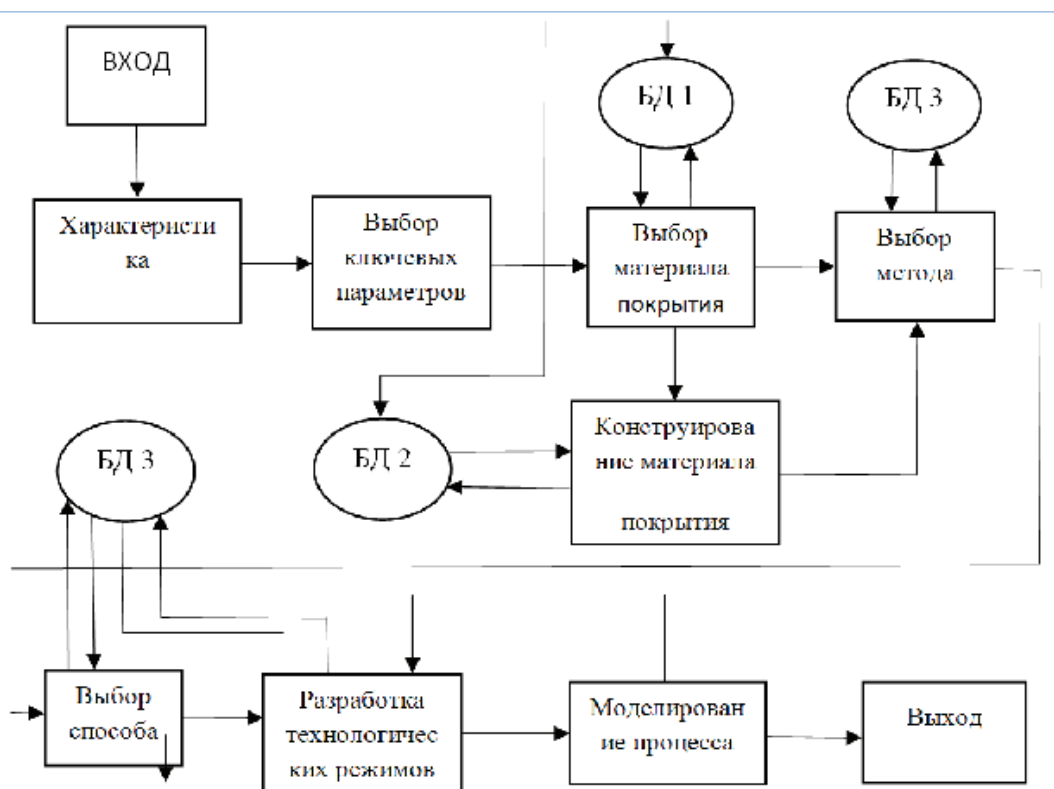 ВХОД
БД 1
БД 3
Характеристи
ка
Выбор
ключевых
параметров
Выбор
материала
покрытия
Выбор
метода
БД 3
БД 2
Конструирова
ние материала
покрытия
Выбор
способа
Разработка
технологичес
ких режимов
Моделирован
ие процесса
Выход